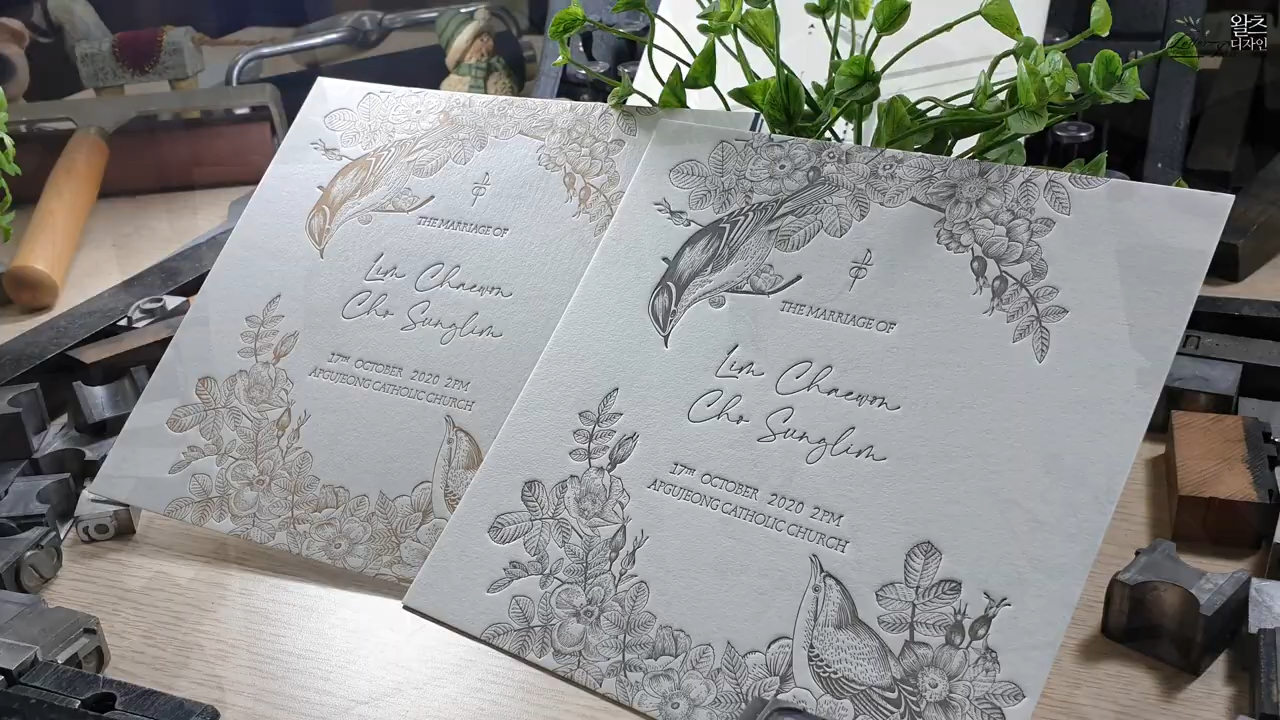 왈츠
디자인
THE MARRIAGE OF
Lim Chaewon
Cho Sunglim
17TH OCTOBER 2020 2PM
APGUJEONG CATHOLIC CHURCH
THE MARRIAGE OF
Lim Chaewon
Cho Sunglim
17TH OCTOBER 2020 2PM
APGUJEONG CATHOLIC CHURCH